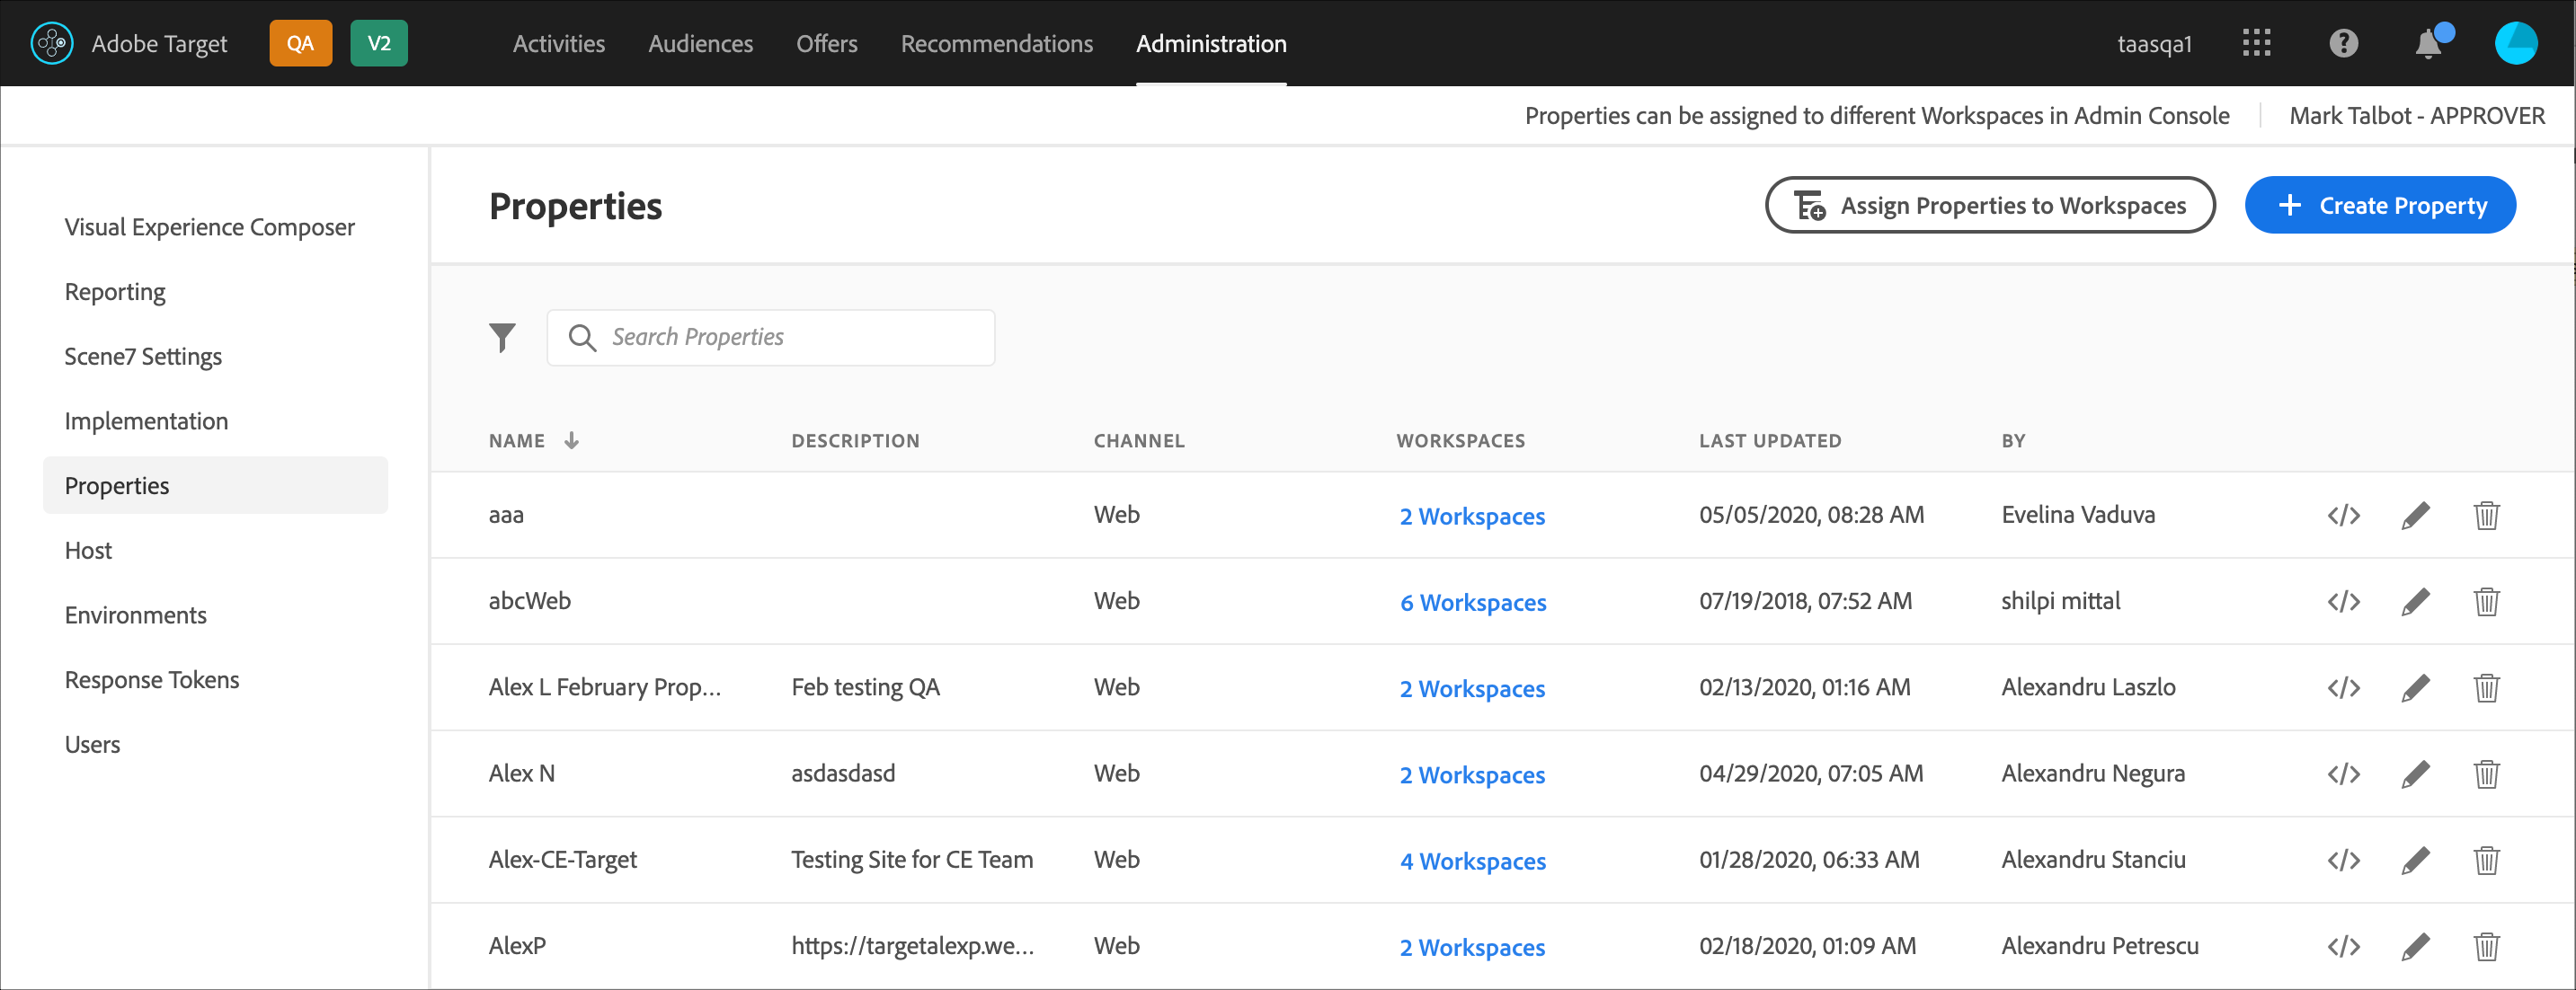 Adobe Target QA V2 Activities Audiences Offers Recommendations Administration taasqa1
Properties can be assigned to different Workspaces in Admin Console Mark Talbot - APPROVER
Visual Experience Composer
Reporting
Scene7 Settings
Implementation
Properties
Host
Environments
Response Tokens
Users
Properties Assign Properties to Workspaces Create Property
Search Properties
NAME DESCRIPTION CHANNEL WORKSPACES LAST UPDATED BY
aaa Web 2 Workspaces 05/05/2020, 08:28 AM Evelina Vaduva
abcWeb Web 6 Workspaces 07/19/2018, 07:52 AM shilpi mittal
Alex L February Prop... Feb testing QA Web 2 Workspaces 02/13/2020, 01:16 AM Alexandru Laszlo
Alex N asdasdasd Web 2 Workspaces 04/29/2020, 07:05 AM Alexandru Negura
Alex-CE-Target Testing Site for CE Team Web 4 Workspaces 01/28/2020, 06:33 AM Alexandru Stanciu
AlexP https://targetalexp.we... Web 2 Workspaces 02/18/2020, 01:09 AM Alexandru Petrescu